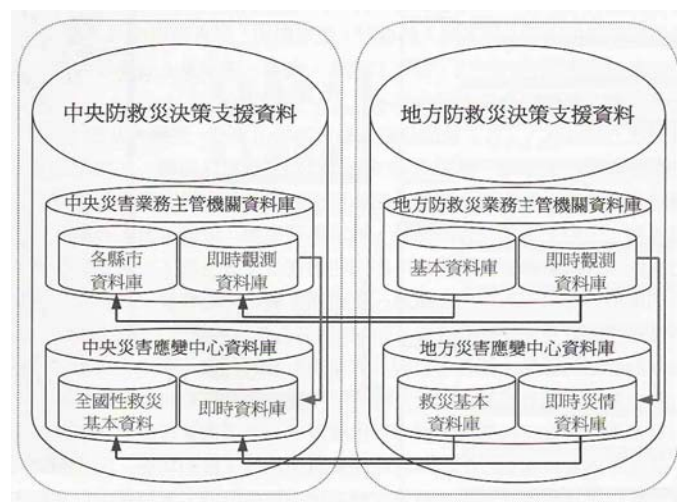 中央防救災決策支援資料
中央災害業務主管機關資料庫
各縣市
資料庫
即時觀測
資料庫
中央災害應變中心資料庫
全國性救災
基本資料
即時資料庫
地方防救災決策支援資料
地方防救災業務主管機關資料庫
基本資料庫
即時觀測
資料庫
地方災害應變中心資料庫
救災基本
資料庫
即時災情
資料庫